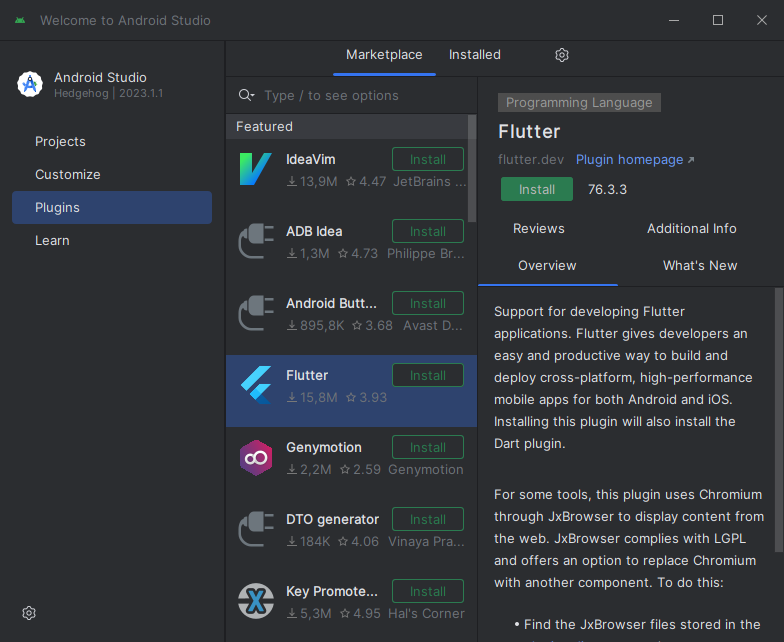 Welcome to Android Studio
Android Studio
Hedgehog | 2023.1.1
Projects
Customize
Plugins
Learn
Marketplace
Installed
Type / to see options
Featured
IdeaVim
Install
13,9M 4.47 JetBrains ...
ADB Idea
Install
1,3M 4.73 Philippe Br...
Android Butt...
Install
895,8K 3.68 Avast D...
Flutter
Install
15,8M 3.93
Genymotion
Install
2,2M 2.59 Genymotion
DTO generator
Install
184K 4.06 Vinaya Pra...
Key Promote...
Install
5,3M 4.95 Hal's Corner
Programming Language
Flutter
flutter.dev Plugin homepage
Install 76.3.3
Reviews
Additional Info
Overview
What's New
Support for developing Flutter
applications. Flutter gives developers an
easy and productive way to build and
deploy cross-platform, high-performance
mobile apps for both Android and iOS.
Installing this plugin will also install the
Dart plugin.
For some tools, this plugin uses Chromium
through JxBrowser to display content from
the web. JxBrowser complies with LGPL
and offers an option to replace Chromium
with another component. To do this:
• Find the JxBrowser files stored in the